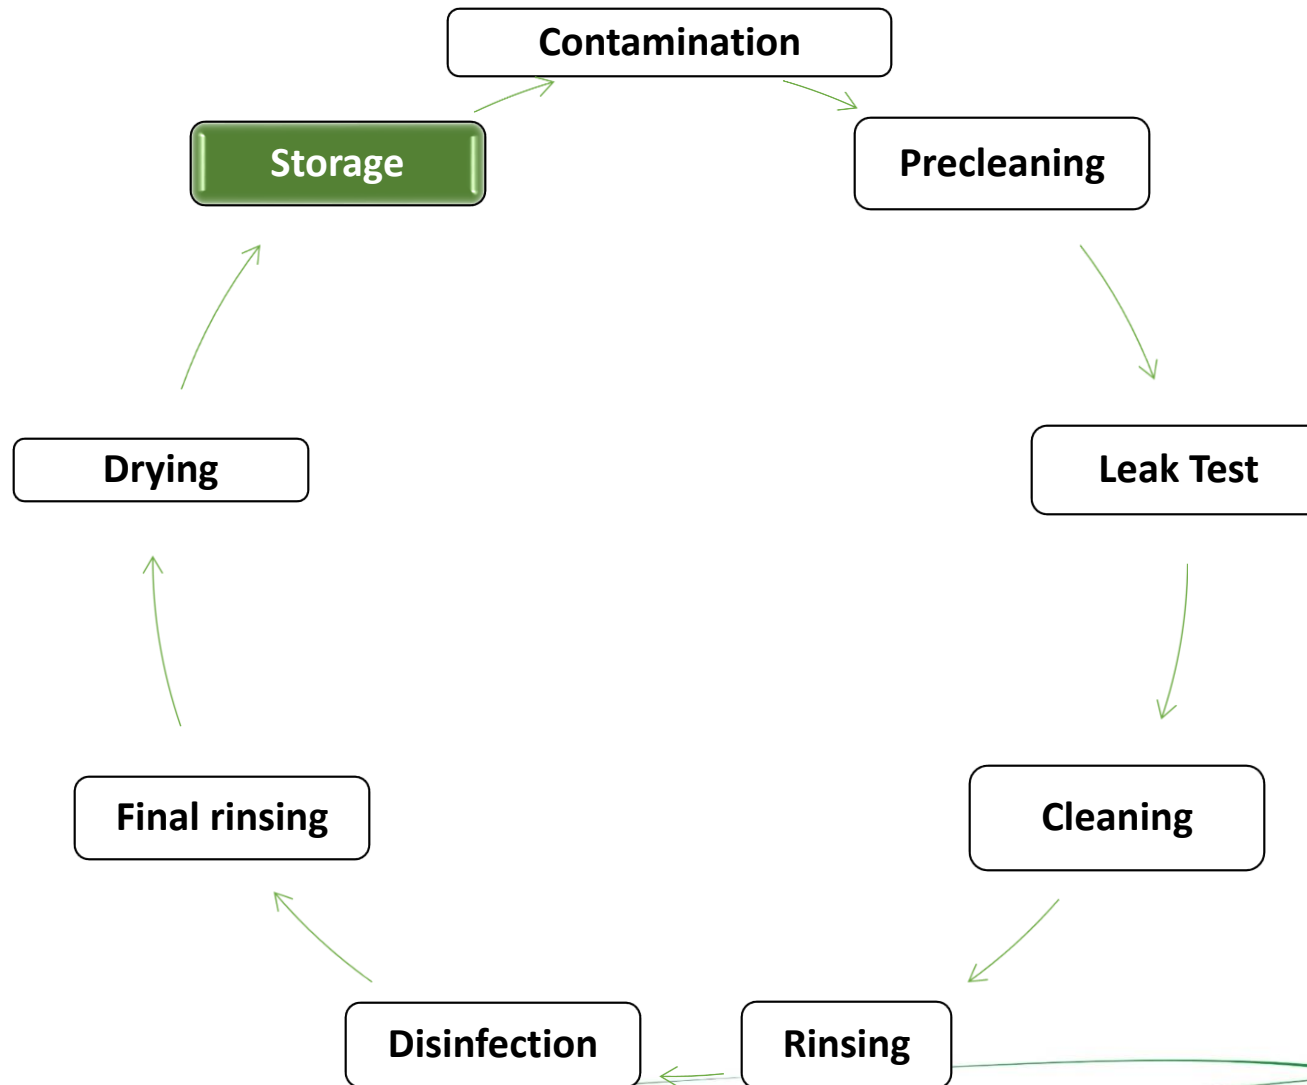 Contamination
Precleaning
Leak Test
Cleaning
Rinsing
Disinfection
Final rinsing
Drying
Storage